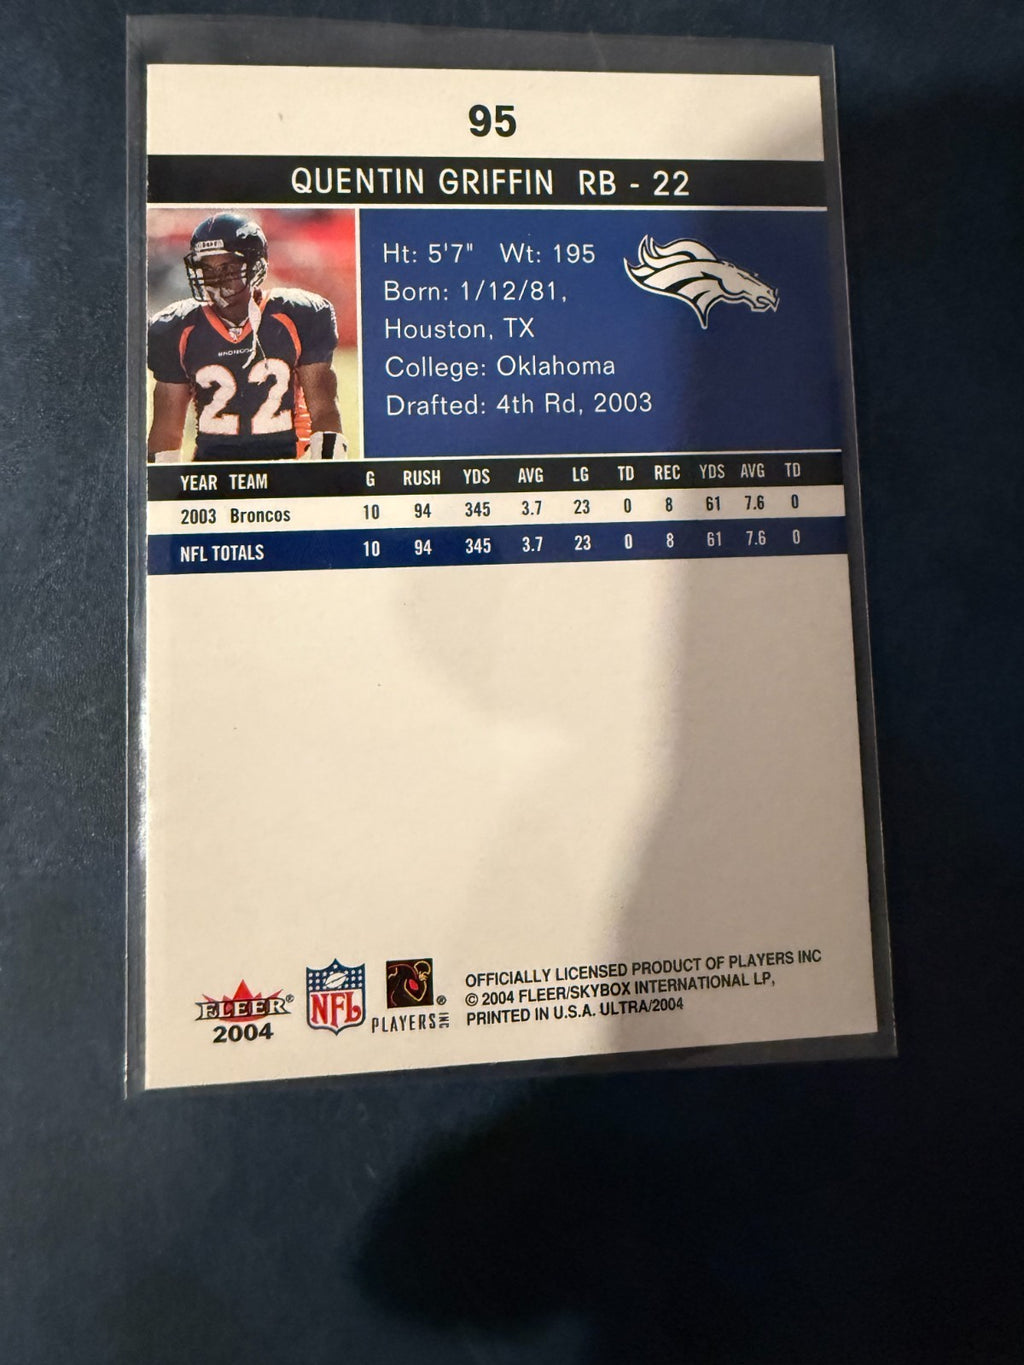 95
QUENTIN GRIFFIN RB - 22
Ht: 5'7" Wt: 195
Born: 1/12/81,
Houston, TX
College: Oklahoma
Drafted: 4th Rd, 2003
BRONCOS
22
YEAR TEAM G RUSH YDS AVG LG TD REC YDS AVG TD
2003 Broncos 10 94 345 3.7 23 0 8 61 7.6 0
NFL TOTALS 10 94 345 3.7 23 0 8 61 7.6 0
FLEER®
2004
NFL
PLAYERS INC ®
OFFICIALLY LICENSED PRODUCT OF PLAYERS INC
© 2004 FLEER/SKYBOX INTERNATIONAL LP,
PRINTED IN U.S.A. ULTRA/2004